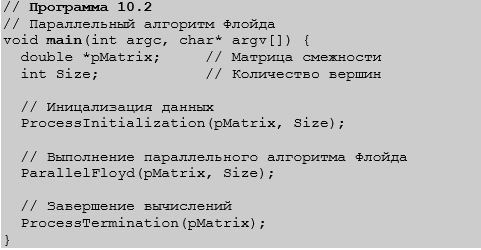 // Программа 10.2
// Параллельный алгоритм Флойда
void main(int argc, char* argv[]) {
  double *pMatrix;    // Матрица смежности
  int Size;           // Количество вершин

  // Иницализация данных
  ProcessInitialization(pMatrix, Size);

  // Выполнение параллельного алгоритма Флойда
  ParallelFloyd(pMatrix, Size);

  // Завершение вычислений
  ProcessTermination(pMatrix);
}